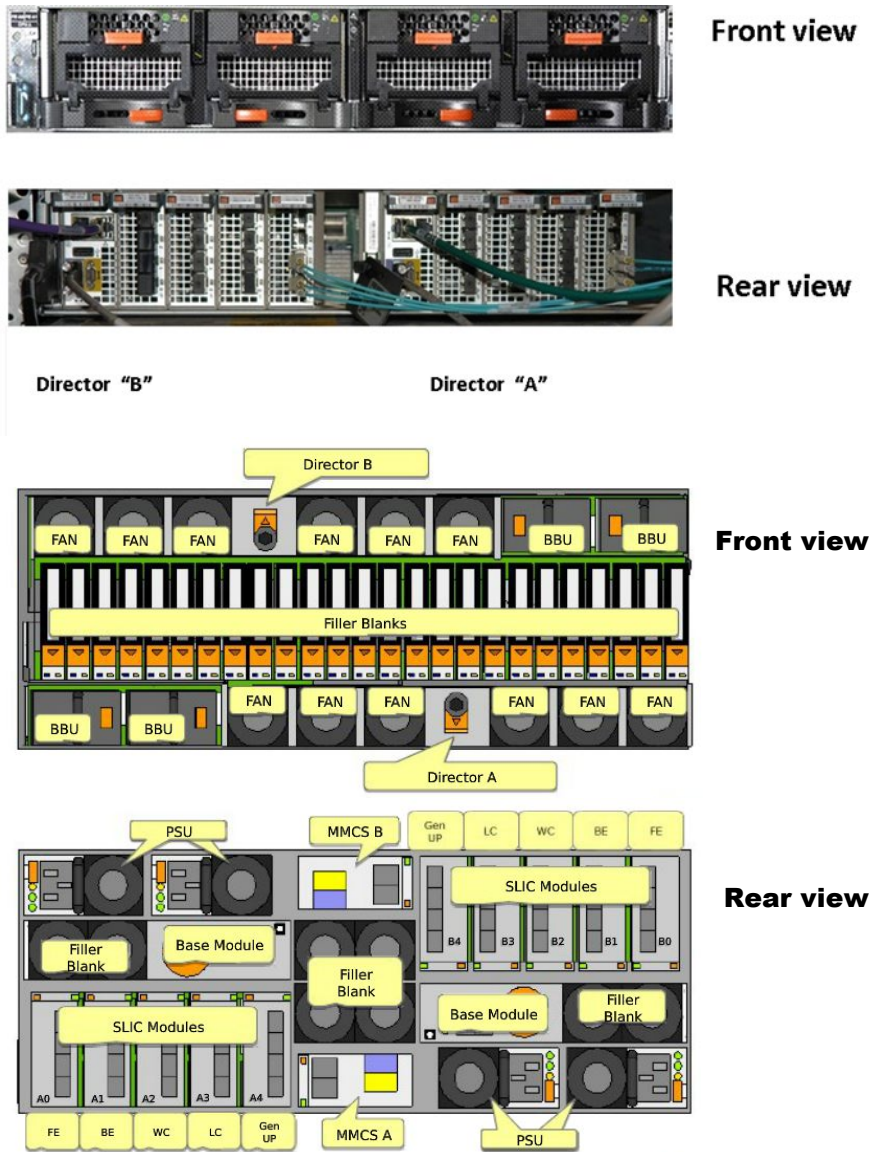 Front view
Rear view
Director “B”
Director “A”
Director B
FAN
FAN
FAN
FAN
FAN
FAN
BBU
BBU
Front view
Filler Blanks
BBU
BBU
FAN
FAN
FAN
FAN
FAN
FAN
Director A
PSU
MMCS B
Gen UP
LC
WC
BE
FE
SLIC Modules
Rear view
B4
B3
B2
B1
B0
Filler Blank
Base Module
Filler Blank
Base Module
Filler Blank
SLIC Modules
A0
A1
A2
A3
A4
FE
BE
WC
LC
Gen UP
MMCS A
PSU